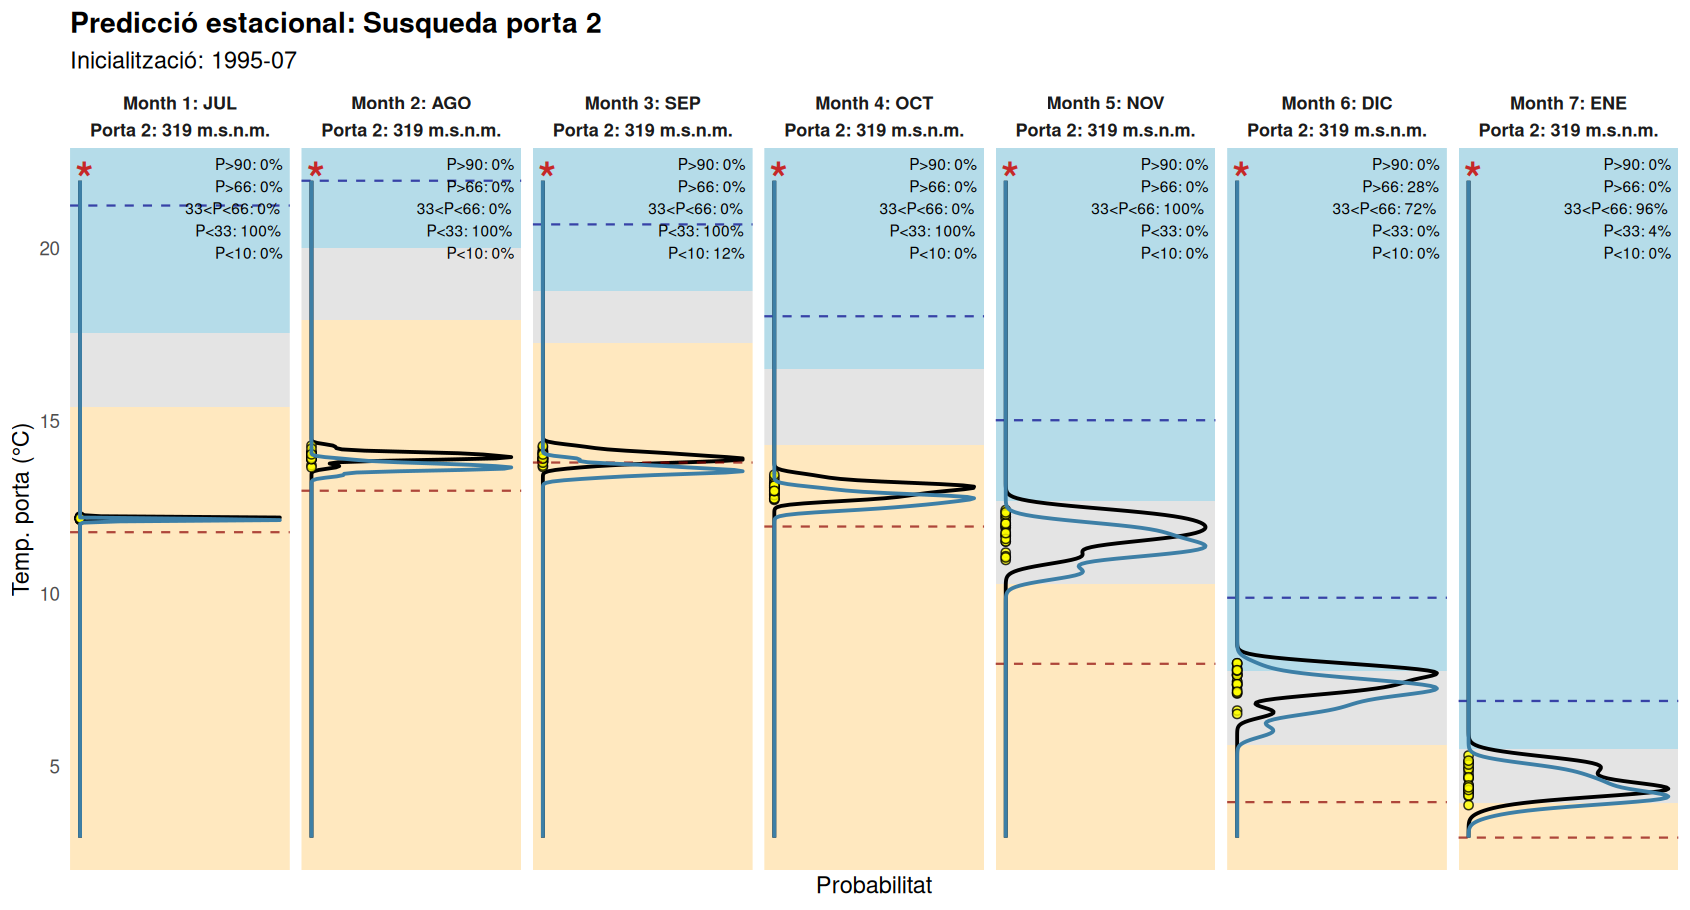 Predicció estacional: Susqueda porta 2
Inicialització: 1995-07
Month 1: JUL
Porta 2: 319 m.s.n.m.
Month 2: AGO
Porta 2: 319 m.s.n.m.
Month 3: SEP
Porta 2: 319 m.s.n.m.
Month 4: OCT
Porta 2: 319 m.s.n.m.
Month 5: NOV
Porta 2: 319 m.s.n.m.
Month 6: DIC
Porta 2: 319 m.s.n.m.
Month 7: ENE
Porta 2: 319 m.s.n.m.
*
P>90: 0%
P>66: 0%
33<P<66: 0%
P<33: 100%
P<10: 0%
*
P>90: 0%
P>66: 0%
33<P<66: 0%
P<33: 100%
P<10: 0%
*
P>90: 0%
P>66: 0%
33<P<66: 0%
P<33: 100%
P<10: 12%
*
P>90: 0%
P>66: 0%
33<P<66: 0%
P<33: 100%
P<10: 0%
*
P>90: 0%
P>66: 0%
33<P<66: 100%
P<33: 0%
P<10: 0%
*
P>90: 0%
P>66: 28%
33<P<66: 72%
P<33: 0%
P<10: 0%
*
P>90: 0%
P>66: 0%
33<P<66: 96%
P<33: 4%
P<10: 0%
20
15
10
5
Temp. porta (°C)
Probabilitat